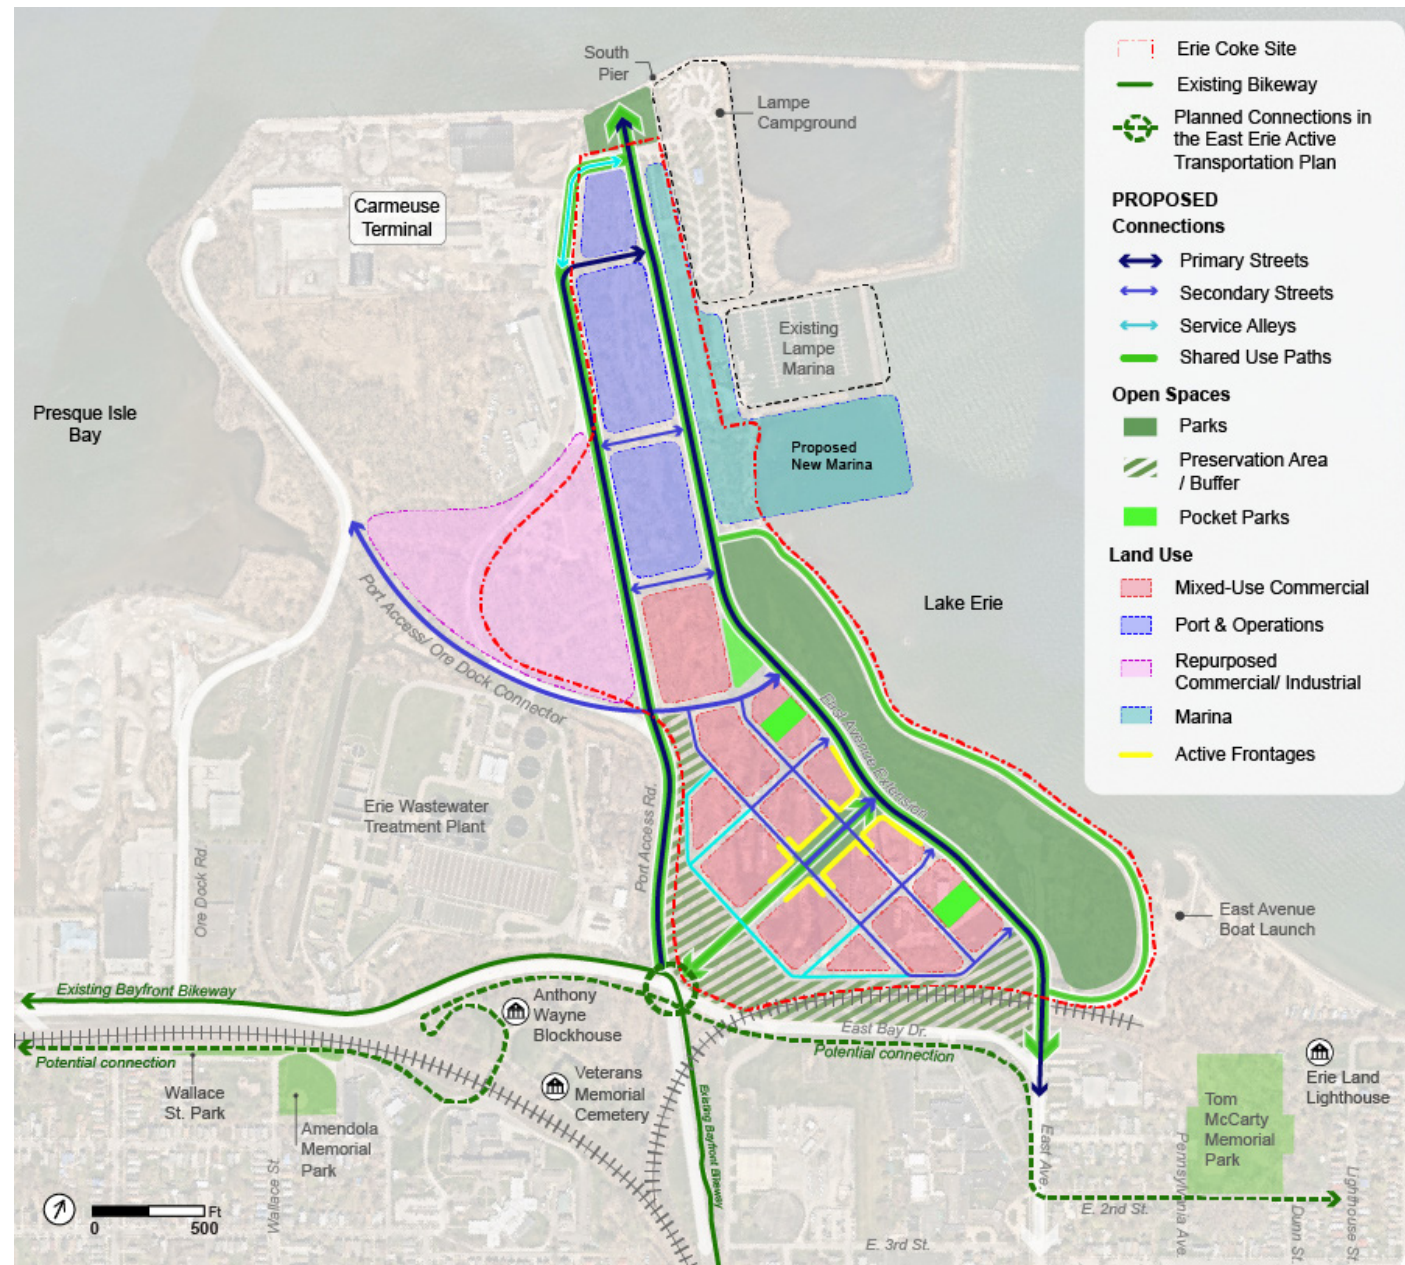 South
Pier
Lampe
Campground
Carmeuse
Terminal
Existing
Lampe
Marina
Presque Isle
Bay
Proposed
New Marina
Lake Erie
Port Access/ Ore Dock Connector
East Avenue Extension
Erie Wastewater
Treatment Plant
Port Access Rd.
Ore Dock Rd
East Avenue
Boat Launch
Existing Bayfront Bikeway
Anthony
Wayne
Blockhouse
East Bay Dr.
Potential connection
Potential connection
Wallace
St. Park
Veterans
Memorial
Cemetery
Amendola
Memorial
Park
Existing Bayfront Bikeway
Erie Land
Lighthouse
Tom
McCarty
Memorial
Park
Wallace St.
East Ave.
Pennsylvania Ave.
E. 2nd St.
Dunn St.
Lighthouse St.
E. 3rd St.
Ft
0
500
Erie Coke Site
Existing Bikeway
Planned Connections in
the East Erie Active
Transportation Plan
PROPOSED
Connections
Primary Streets
Secondary Streets
Service Alleys
Shared Use Paths
Open Spaces
Parks
Preservation Area
/ Buffer
Pocket Parks
Land Use
Mixed-Use Commercial
Port & Operations
Repurposed
Commercial/ Industrial
Marina
Active Frontages